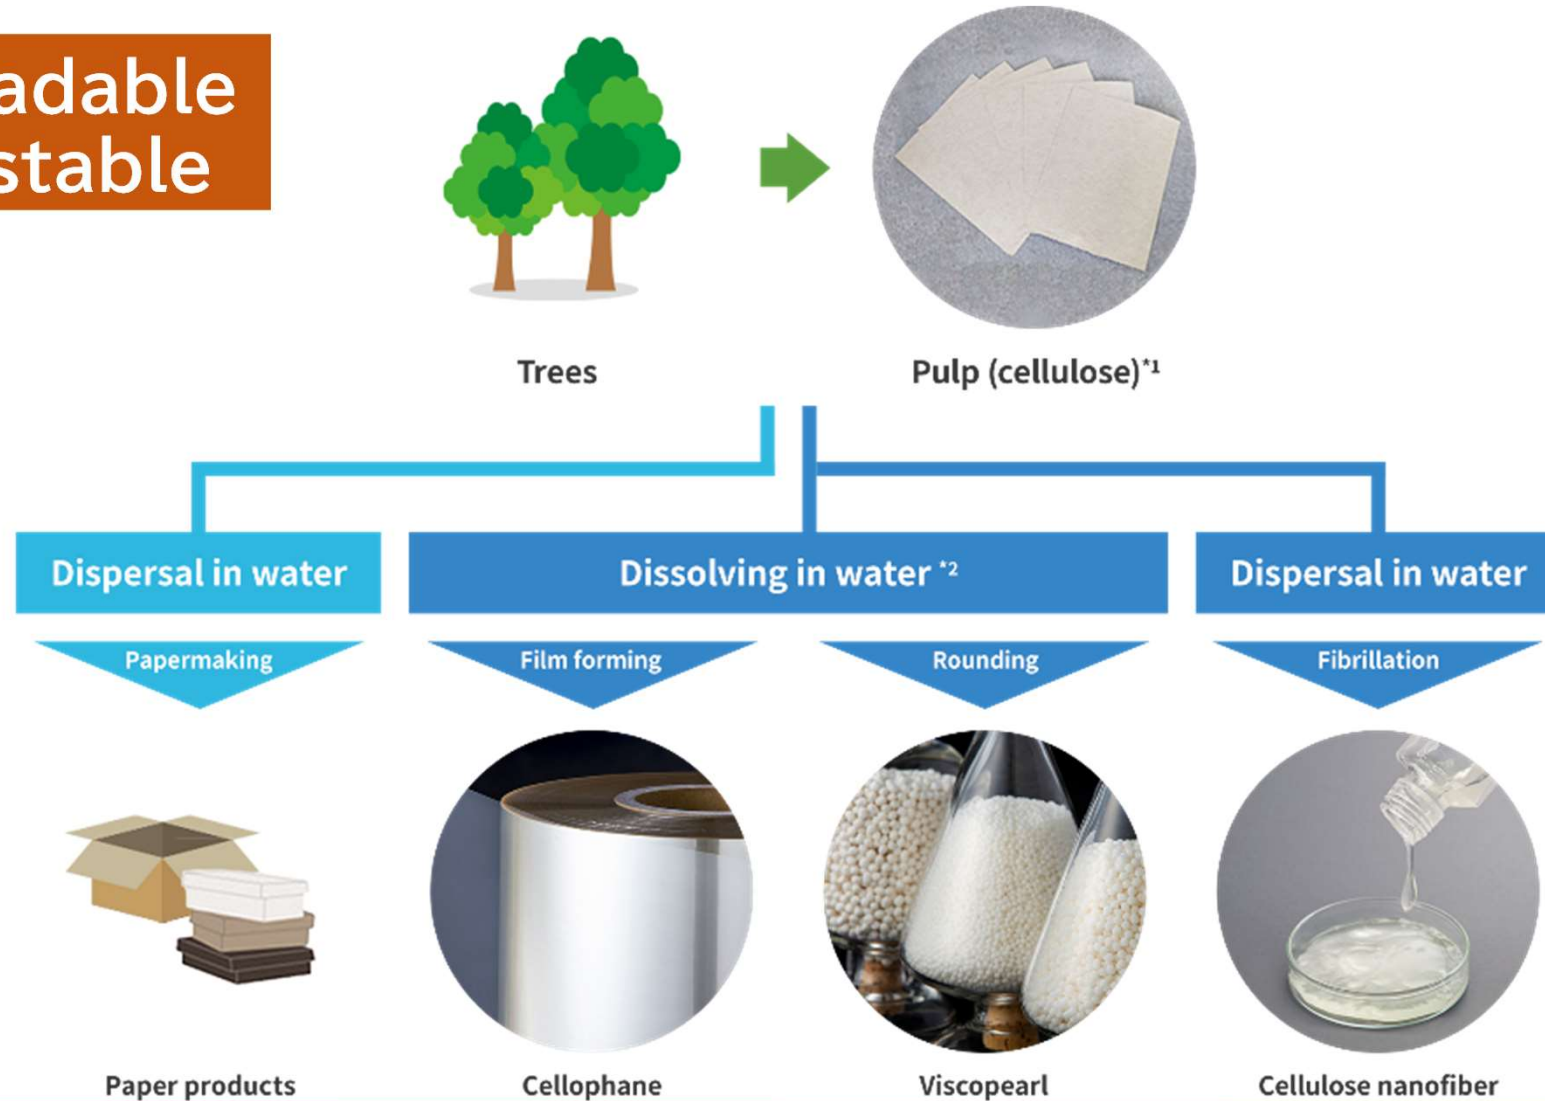 adable
stable
Trees
Pulp (cellulose)*1
Dispersal in water
Dissolving in water *2
Dispersal in water
Papermaking
Film forming
Rounding
Fibrillation
Paper products
Cellophane
Viscopearl
Cellulose nanofiber